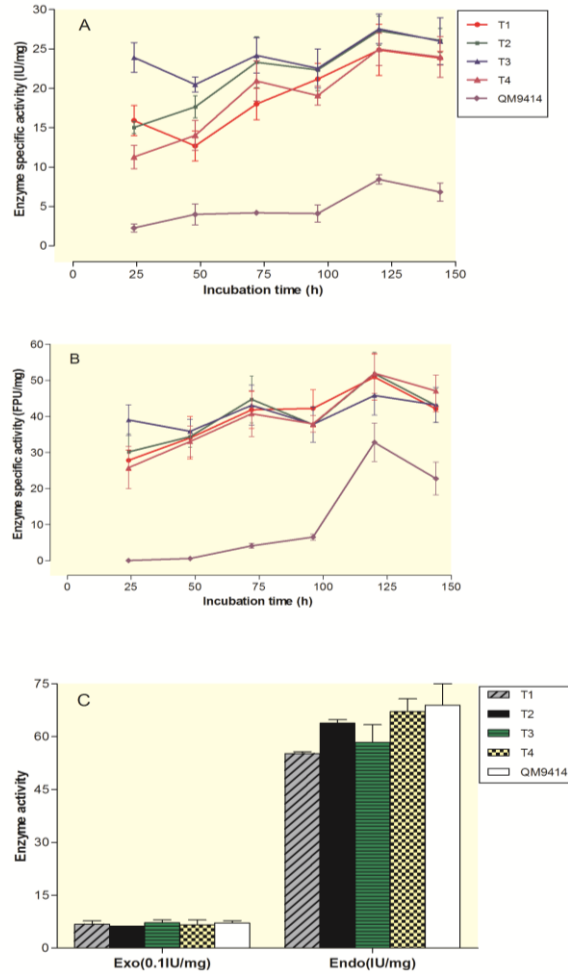 A
Enzyme specific activity (IU/mg)
30
25
20
15
10
5
0
0 25 50 75 100 125 150
Incubation time (h)
T1
T2
T3
T4
QM9414
B
Enzyme specific activity (FPU/mg)
60
50
40
30
20
10
0
0 25 50 75 100 125 150
Incubation time (h)
C
Enzyme activity
75
60
45
30
15
0
Exo(0.1IU/mg) Endo(IU/mg)
T1
T2
T3
T4
QM9414